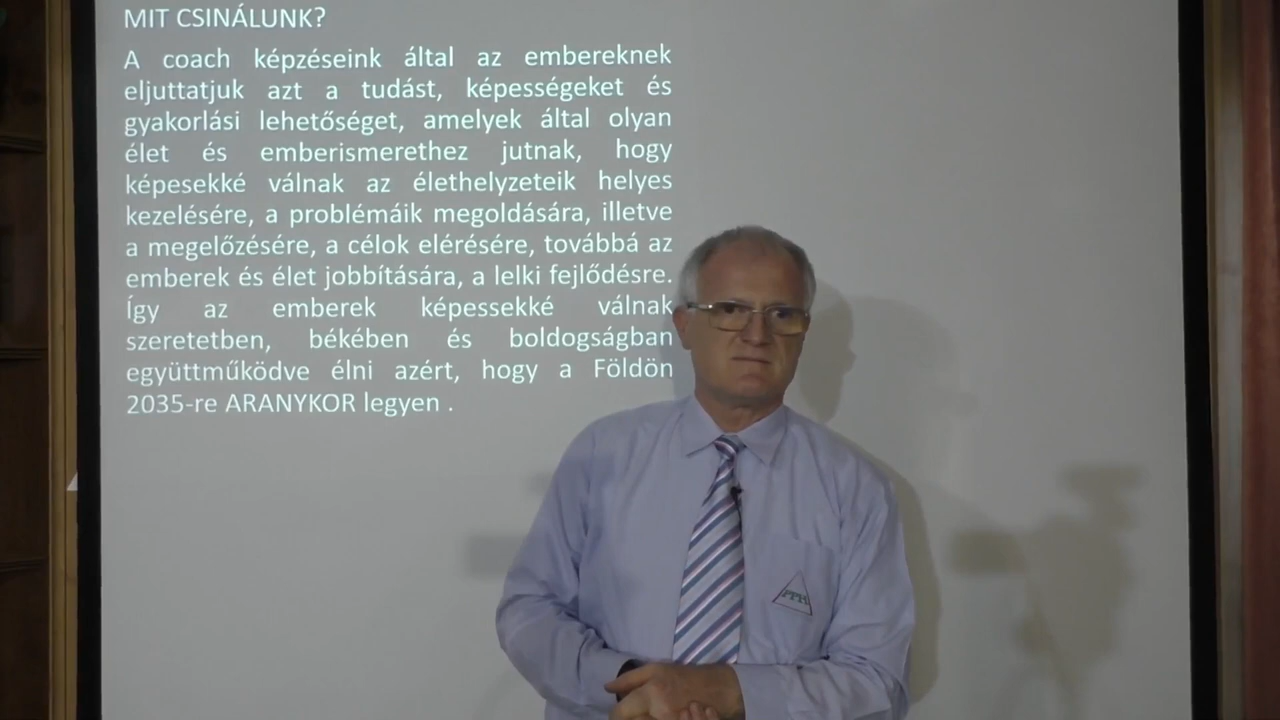 MIT CSINÁLUNK?
A coach képzéseink által az embereknek
eljuttatjuk azt a tudást, képességeket és
gyakorlási lehetőséget, amelyek által olyan
élet és emberismerethez jutnak, hogy
képesekké válnak az élethelyzeteik helyes
kezelésére, a problémáik megoldására, illetve
a megelőzésére, a célok elérésére, továbbá az
emberek és élet jobbítására, a lelki fejlődésre.
Így az emberek képessekké válnak
szeretetben, békében és boldogságban
együttműködve élni azért, hogy a Földön
2035-re ARANYKOR legyen .